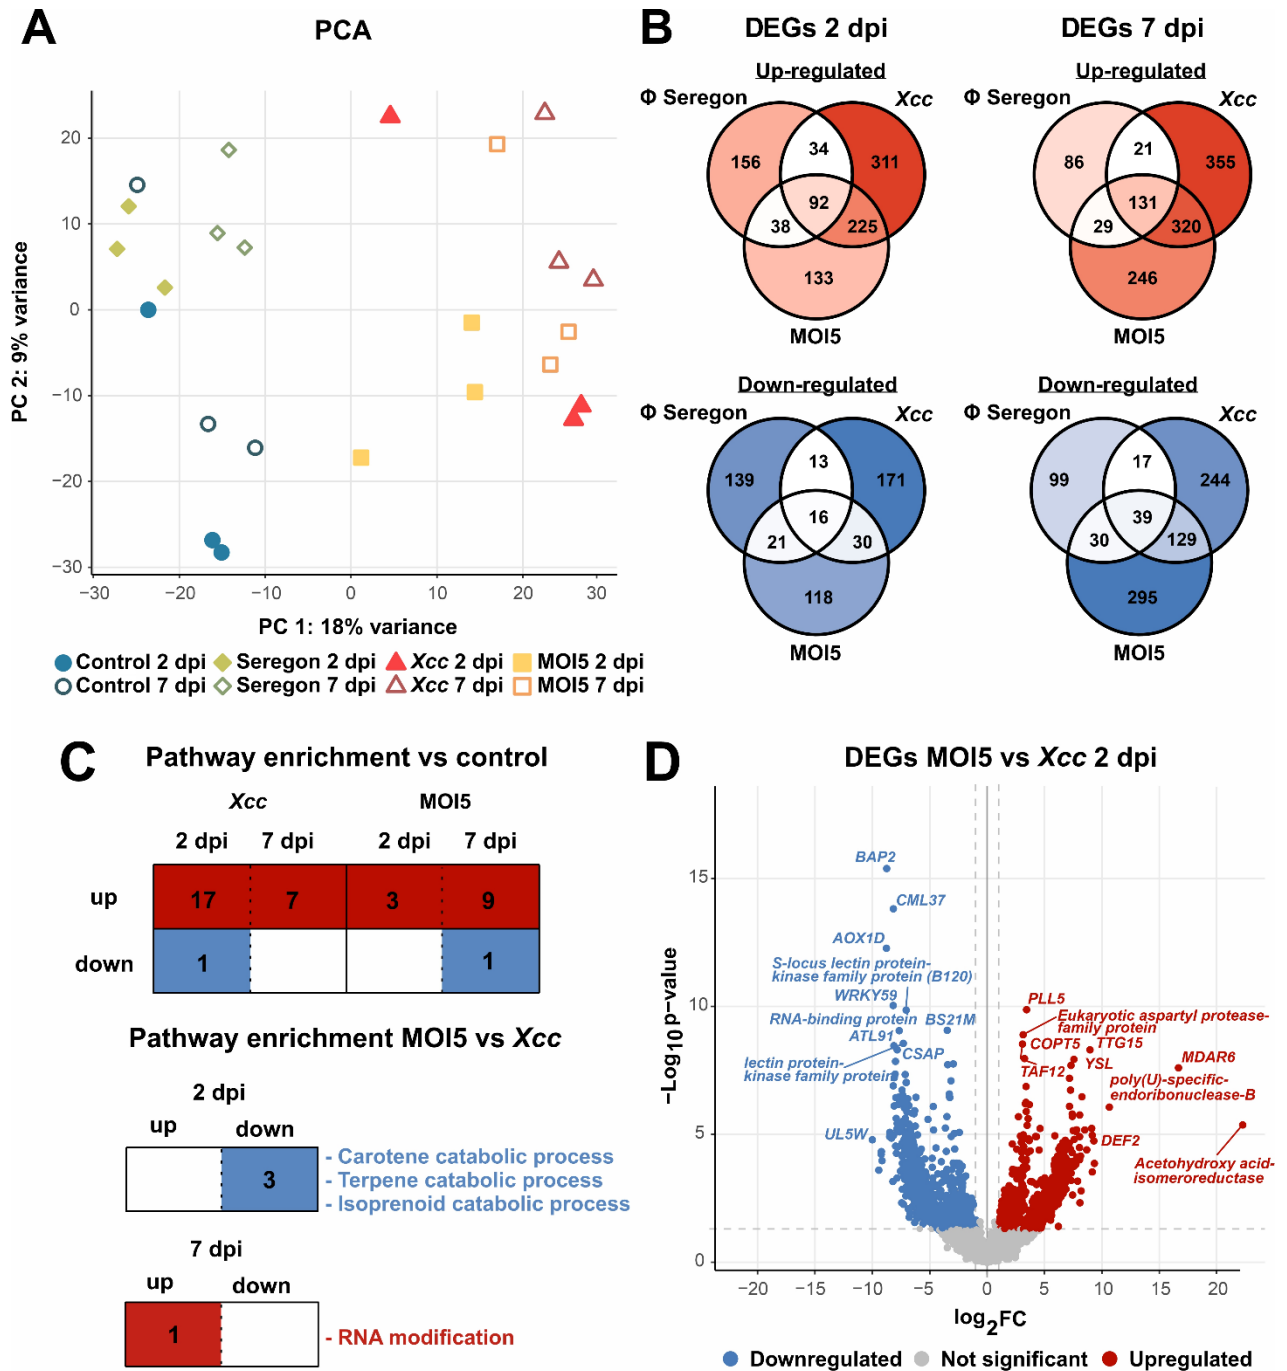 A
PCA
PC 2: 9% variance
20
10
0
−10
−20
−30
−30
−20
−10
0
10
20
30
PC 1: 18% variance
Control 2 dpi
Seregon 2 dpi
Xcc 2 dpi
MOI5 2 dpi
Control 7 dpi
Seregon 7 dpi
Xcc 7 dpi
MOI5 7 dpi
B
DEGs 2 dpi
DEGs 7 dpi
Up-regulated
Up-regulated
Φ Seregon
Xcc
Φ Seregon
Xcc
156
34
311
92
38
225
133
MOI5
86
21
355
131
29
320
246
MOI5
Down-regulated
Down-regulated
Φ Seregon
Xcc
Φ Seregon
Xcc
139
13
171
16
21
30
118
MOI5
99
17
244
39
30
129
295
MOI5
C
Pathway enrichment vs control
Xcc
MOI5
2 dpi
7 dpi
2 dpi
7 dpi
up
17
7
3
9
down
1
1
Pathway enrichment MOI5 vs Xcc
2 dpi
up
down
3
- Carotene catabolic process
- Terpene catabolic process
- Isoprenoid catabolic process
7 dpi
up
down
1
- RNA modification
D
DEGs MOI5 vs Xcc 2 dpi
−Log10 p−value
15
10
5
0
BAP2
CML37
AOX1D
S-locus lectin protein-
kinase family protein (B120)
WRKY59
RNA-binding protein
BS21M
ATL91
CSAP
lectin protein-
kinase family protein
UL5W
PLL5
Eukaryotic aspartyl protease-
family protein
COPT5
TTG15
TAF12
YSL
MDAR6
poly(U)-specific-
endoribonuclease-B
DEF2
Acetohydroxy acid-
isomeroreductase
−20
−15
−10
−5
0
5
10
15
20
log2FC
Downregulated
Not significant
Upregulated